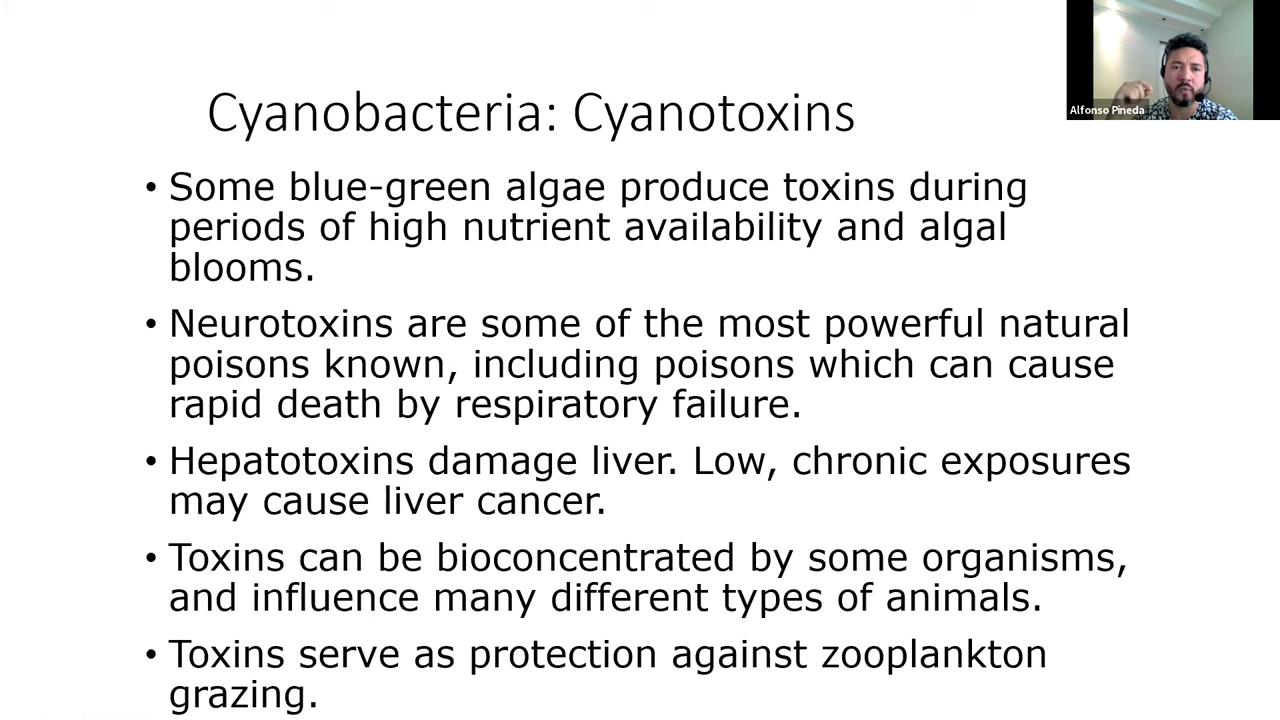 Alfonso Pineda
Cyanobacteria: Cyanotoxins
• Some blue-green algae produce toxins during
periods of high nutrient availability and algal
blooms.
• Neurotoxins are some of the most powerful natural
poisons known, including poisons which can cause
rapid death by respiratory failure.
• Hepatotoxins damage liver. Low, chronic exposures
may cause liver cancer.
• Toxins can be bioconcentrated by some organisms,
and influence many different types of animals.
• Toxins serve as protection against zooplankton
grazing.